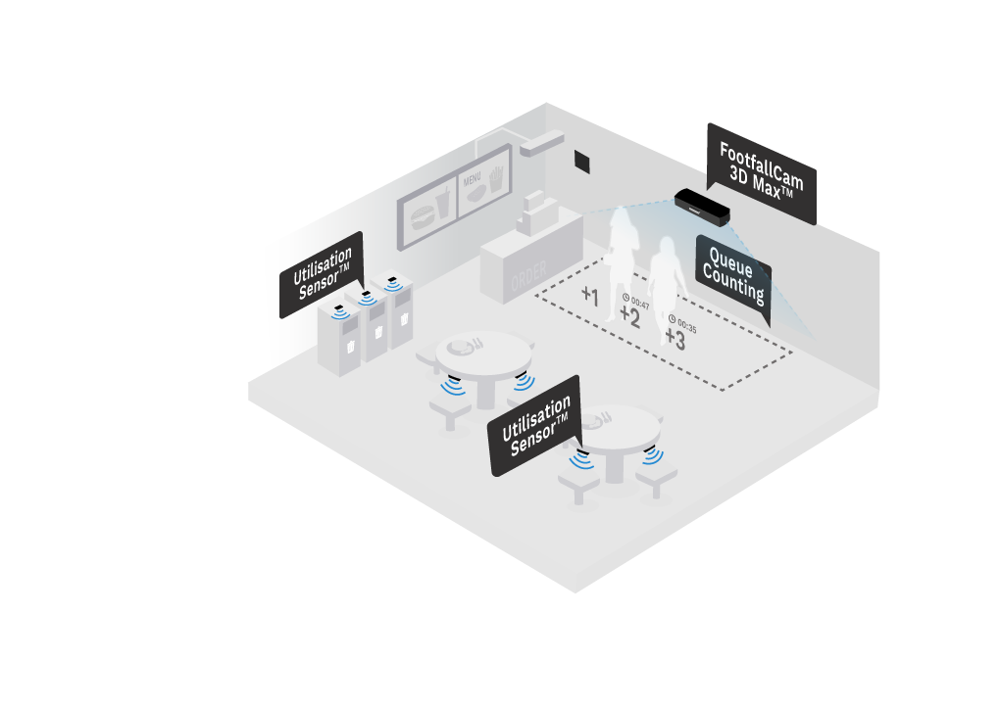 FootfallCam
3D Max™
MENU
Utilisation
Sensor™
Queue
Counting
ORDER
+1
00:47
+2
00:35
+3
Utilisation
Sensor™